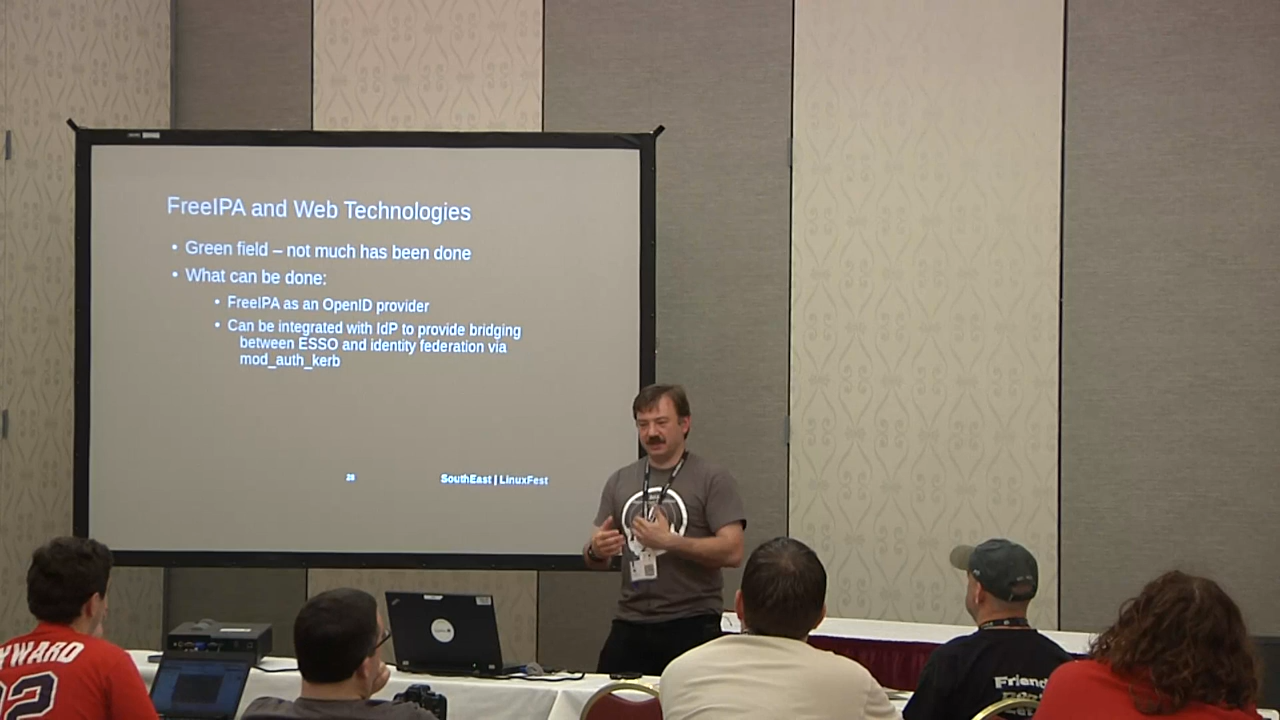 FreeIPA and Web Technologies
• Green field – not much has been done
• What can be done:
• FreeIPA as an OpenID provider
• Can be integrated with IdP to provide bridging
between ESSO and identity federation via
mod_auth_kerb
28
SouthEast | LinuxFest
YWARD
22
Friend